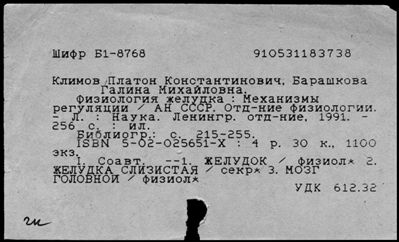 Шифр Б1-8768 910531183738
Климов Платон Константинович, Барашкова
Галина Михайловна.
Физиология желудка : Механизмы
регуляции / АН СССР. Отд-ние физиологии.
- Л. : Наука. Ленингр. отд-ние, 1991. -
256 с. : ил.
Библиогр.: с. 215-255.
ISBN 5-02-025651-X : 4 р. 30 к., 1100
экз.
I. Соавт. --1. ЖЕЛУДОК / физиол* 2.
ЖЕЛУДКА СЛИЗИСТАЯ / секр* 3. МОЗГ
ГОЛОВНОЙ / физиол*
УДК 612.32